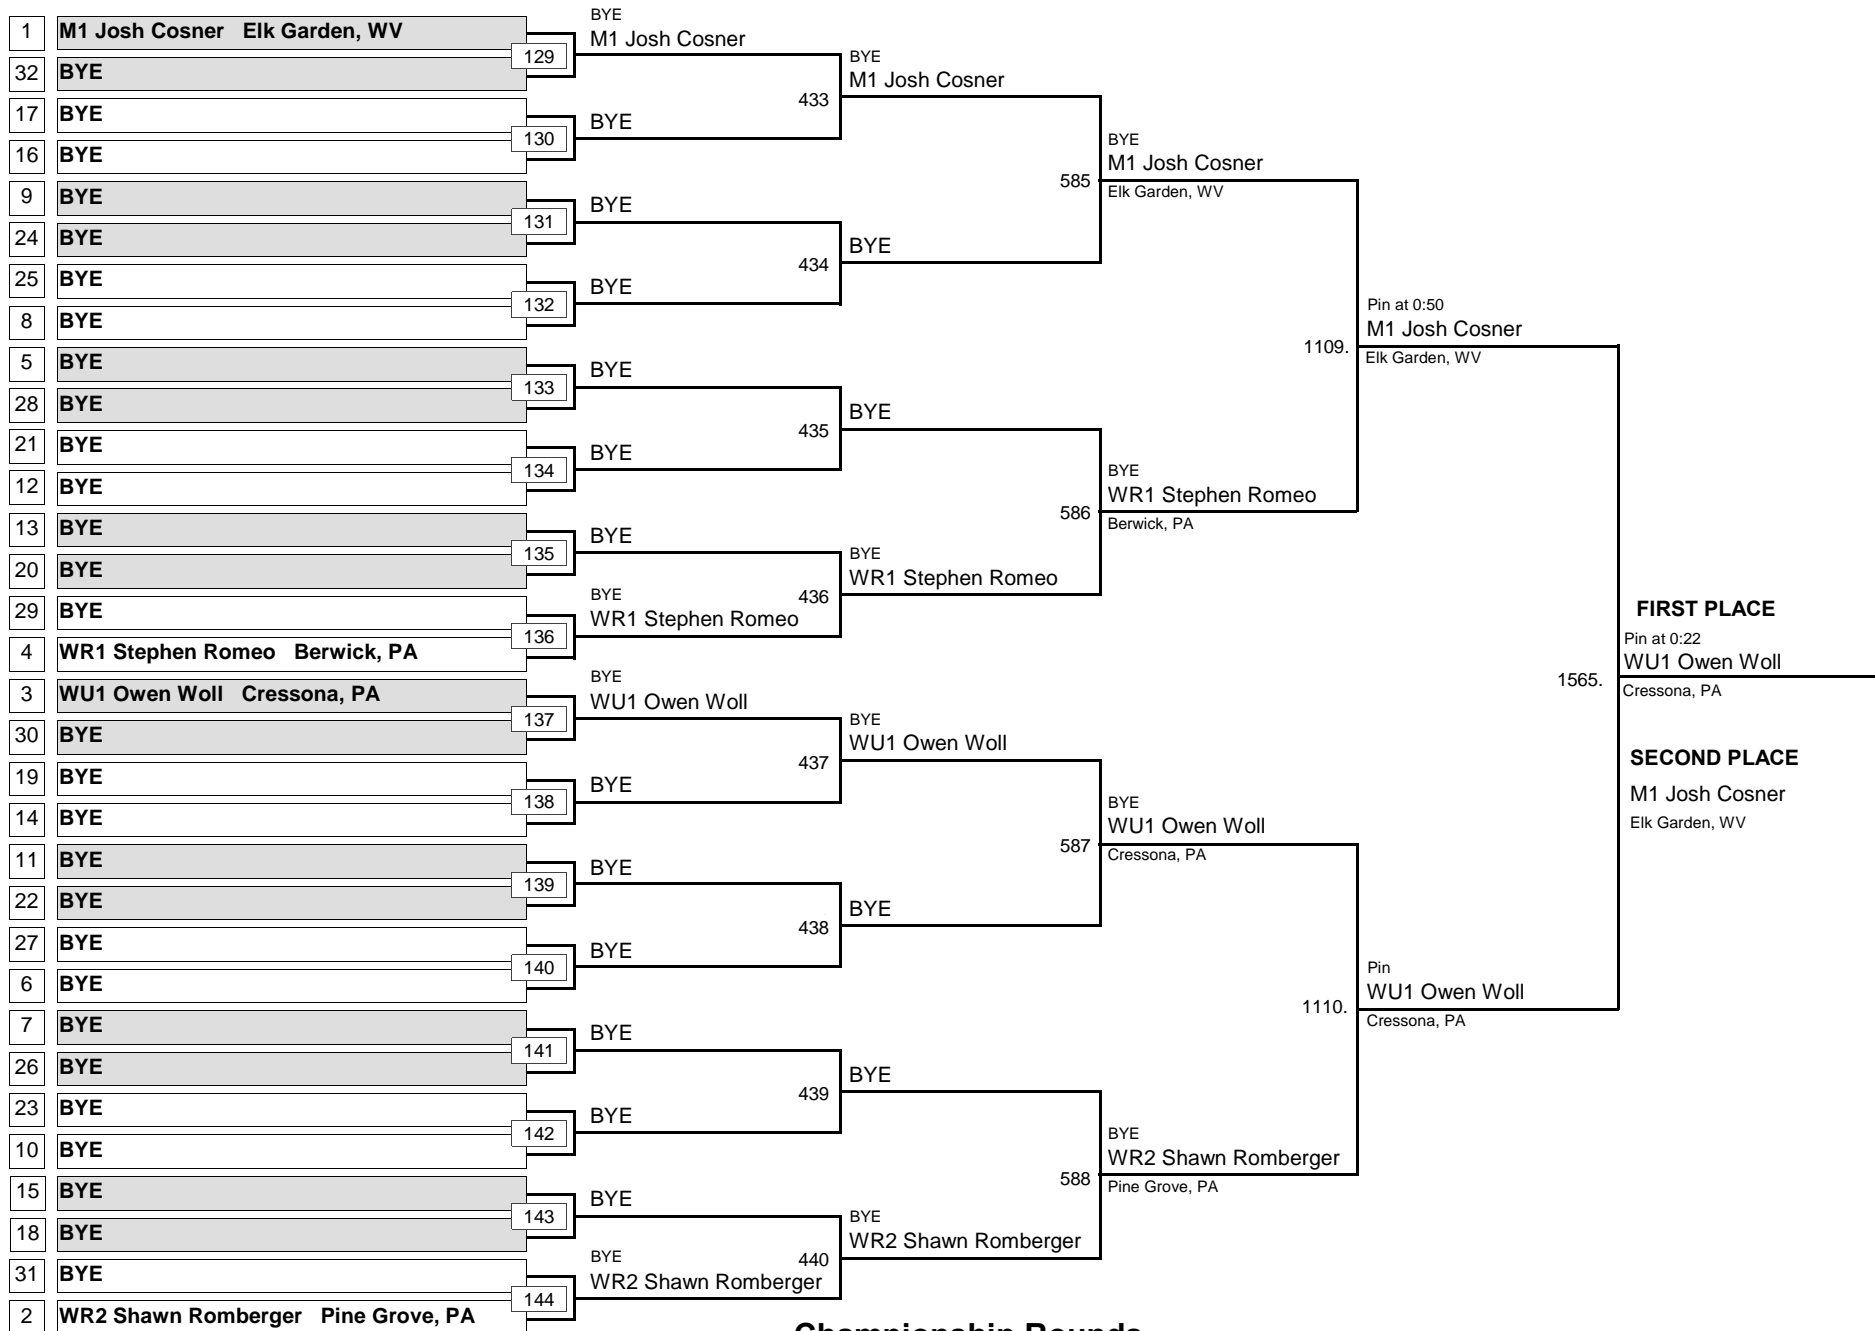 1 M1 Josh Cosner Elk Garden, WV
32 BYE
17 BYE
16 BYE
9 BYE
24 BYE
25 BYE
8 BYE
5 BYE
28 BYE
21 BYE
12 BYE
13 BYE
20 BYE
29 BYE
4 WR1 Stephen Romeo Berwick, PA
3 WU1 Owen Woll Cressona, PA
30 BYE
19 BYE
14 BYE
11 BYE
22 BYE
27 BYE
6 BYE
7 BYE
26 BYE
23 BYE
10 BYE
15 BYE
18 BYE
31 BYE
2 WR2 Shawn Romberger Pine Grove, PA
129
130
131
132
133
134
135
136
137
138
139
140
141
142
143
144
BYE
M1 Josh Cosner
BYE
BYE
BYE
BYE
BYE
BYE
BYE
WR1 Stephen Romeo
BYE
WU1 Owen Woll
BYE
BYE
BYE
BYE
BYE
BYE
BYE
WR2 Shawn Romberger
433
434
435
436
437
438
439
440
BYE
M1 Josh Cosner
BYE
BYE
BYE
WR1 Stephen Romeo
BYE
WU1 Owen Woll
BYE
BYE
BYE
WR2 Shawn Romberger
585
586
587
588
BYE
M1 Josh Cosner
Elk Garden, WV
BYE
WR1 Stephen Romeo
Berwick, PA
BYE
WU1 Owen Woll
Cressona, PA
BYE
WR2 Shawn Romberger
Pine Grove, PA
1109.
1110.
Pin at 0:50
M1 Josh Cosner
Elk Garden, WV
Pin
WU1 Owen Woll
Cressona, PA
1565.
FIRST PLACE
Pin at 0:22
WU1 Owen Woll
Cressona, PA
SECOND PLACE
M1 Josh Cosner
Elk Garden, WV
Championship Rounds